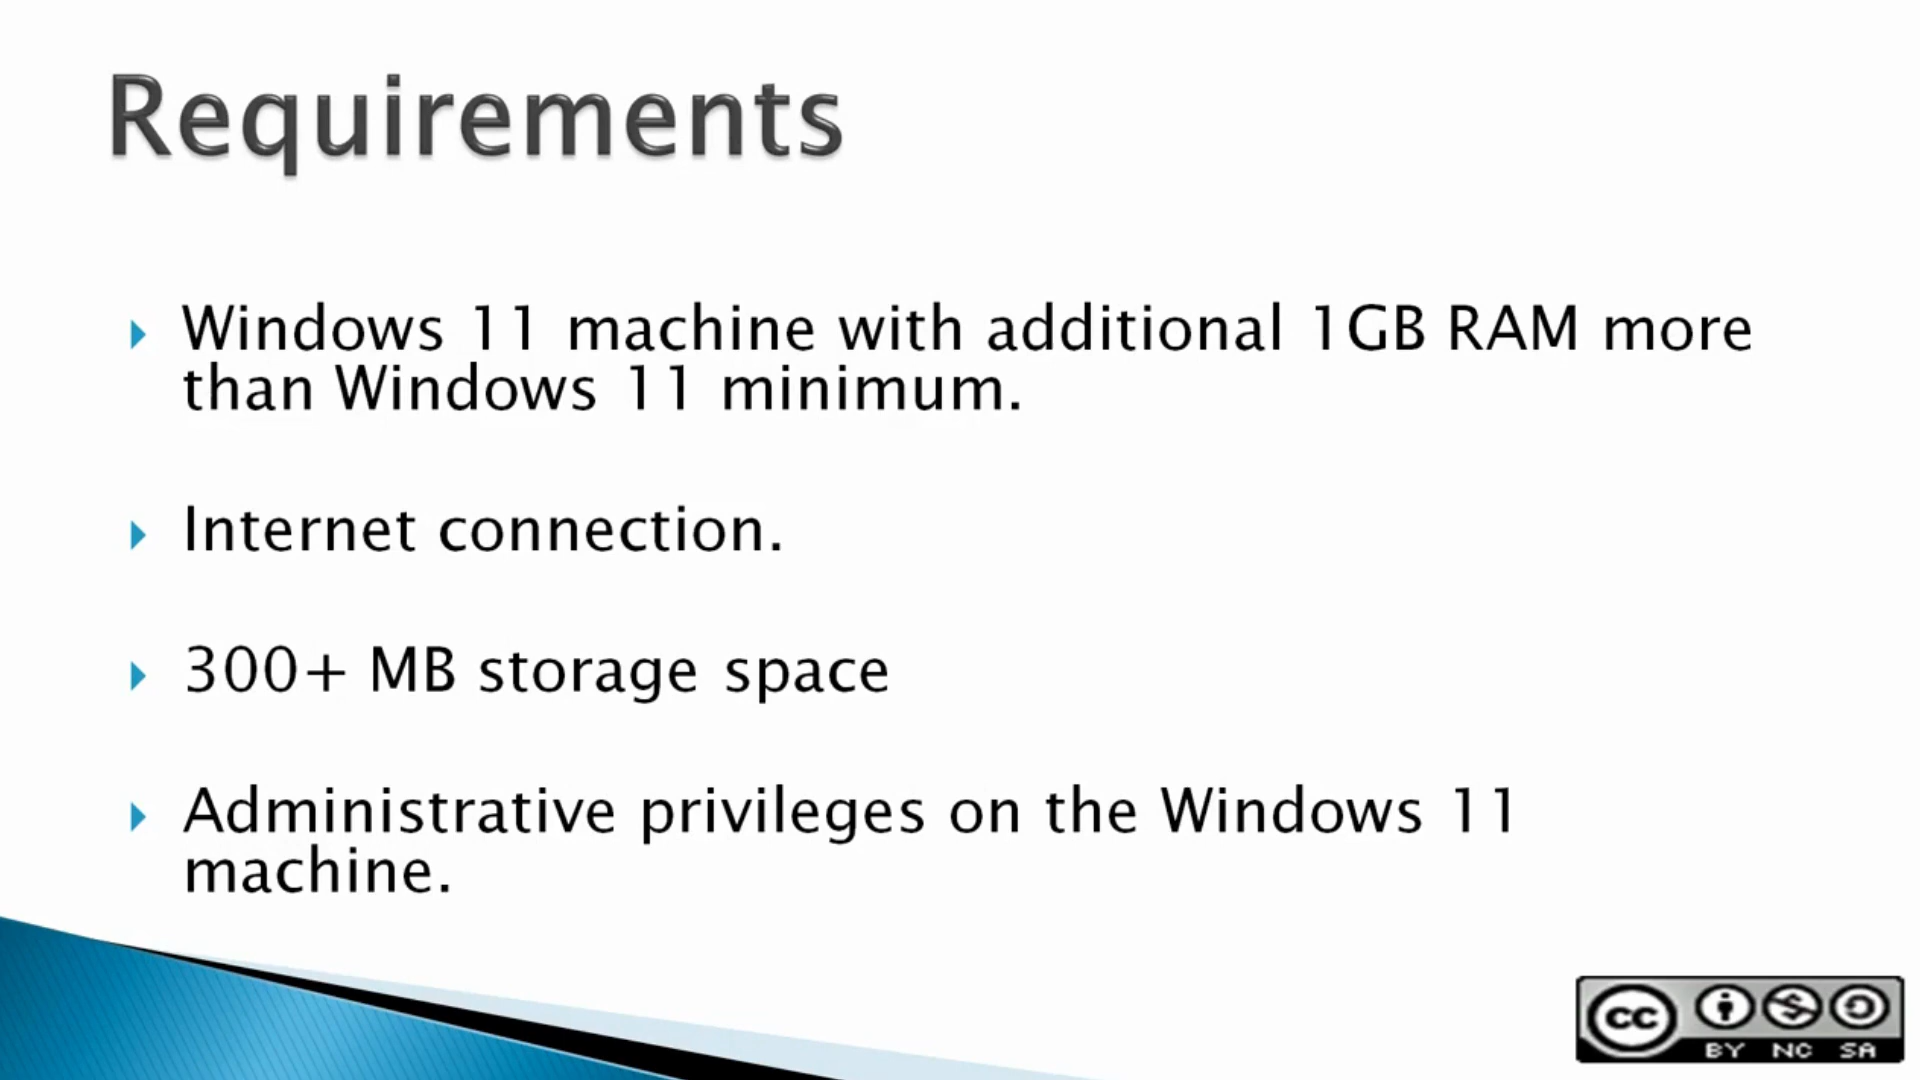 Requirements
Windows 11 machine with additional 1GB RAM more
than Windows 11 minimum.
Internet connection.
300+ MB storage space
Administrative privileges on the Windows 11
machine.
cc
BY NC SA